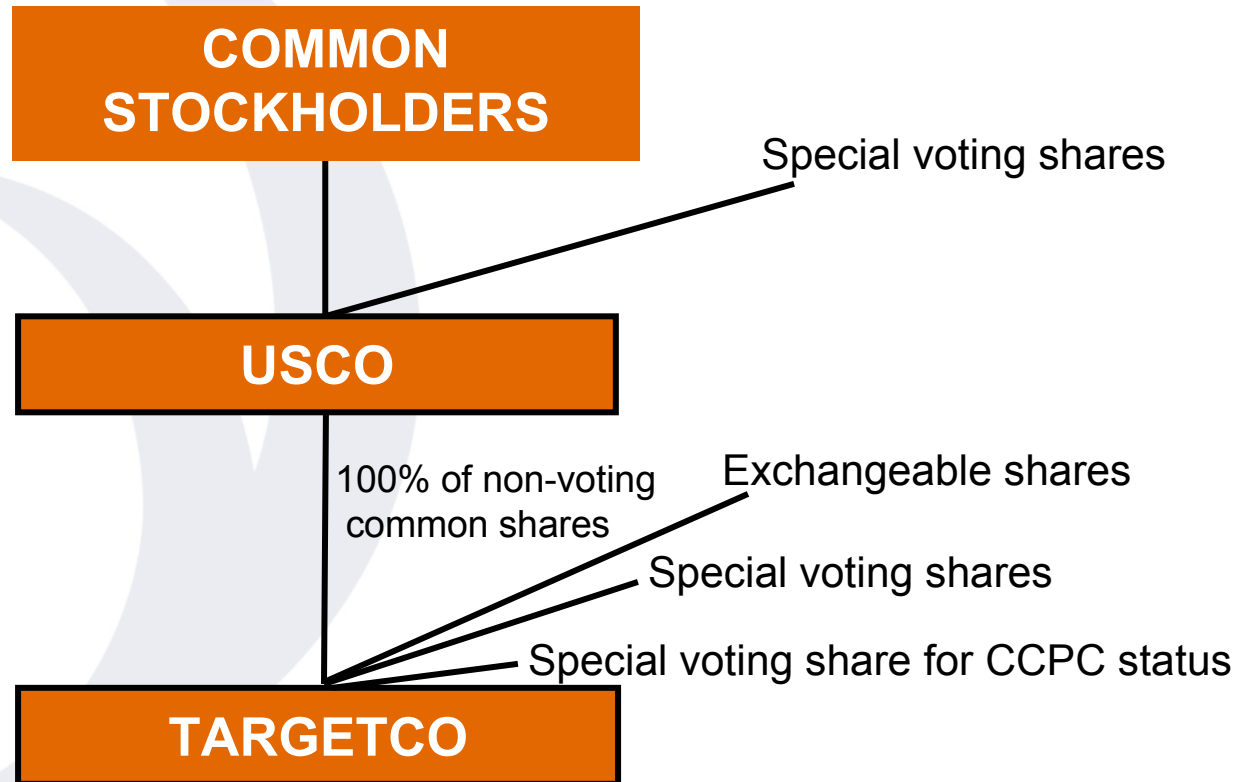 COMMON
STOCKHOLDERS
Special voting shares
USCO
100% of non-voting
common shares
Exchangeable shares
Special voting shares
Special voting share for CCPC status
TARGETCO